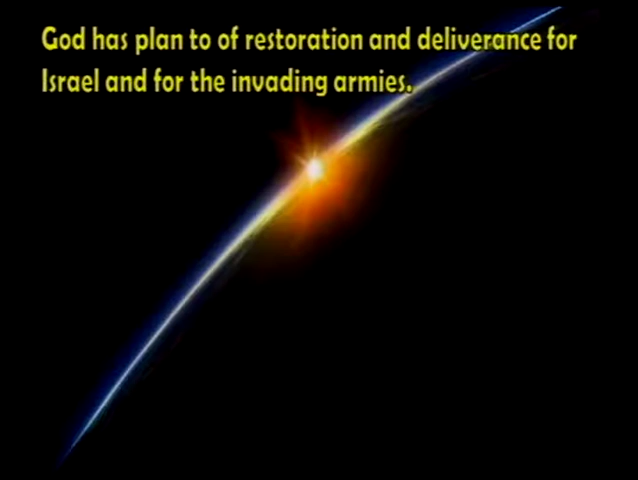 God has plan to of restoration and deliverance for
Israel and for the invading armies.